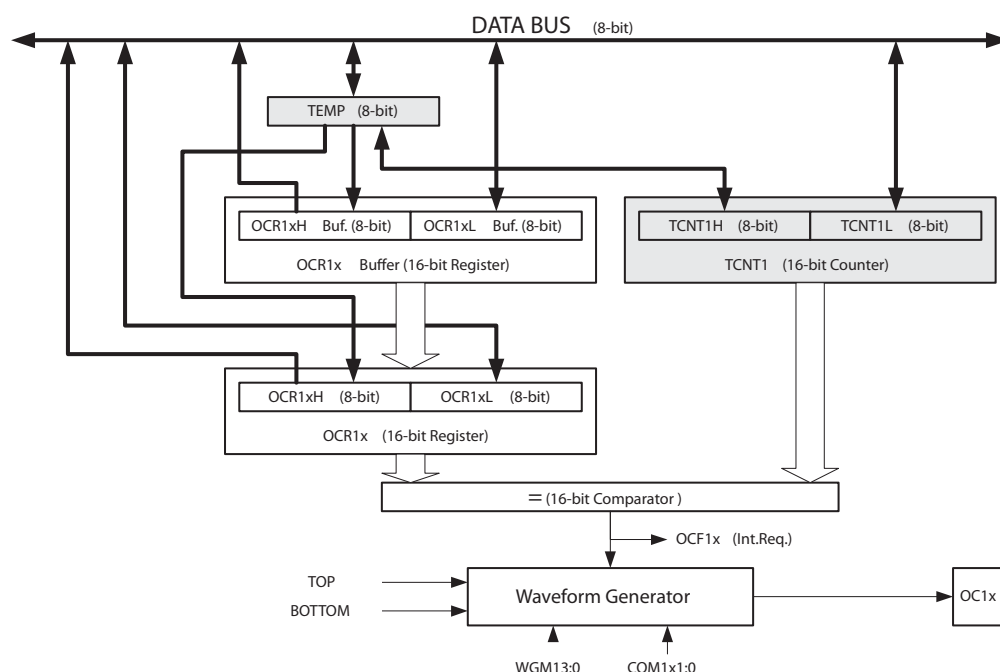 DATA BUS (8-bit)
TEMP (8-bit)
OCR1xH Buf. (8-bit)
OCR1xL Buf. (8-bit)
TCNT1H (8-bit)
TCNT1L (8-bit)
OCR1x Buffer (16-bit Register)
TCNT1 (16-bit Counter)
OCR1xH (8-bit)
OCR1xL (8-bit)
OCR1x (16-bit Register)
= (16-bit Comparator )
OCF1x (Int.Req.)
TOP
BOTTOM
Waveform Generator
OC1x
WGM13:0
COM1x1:0